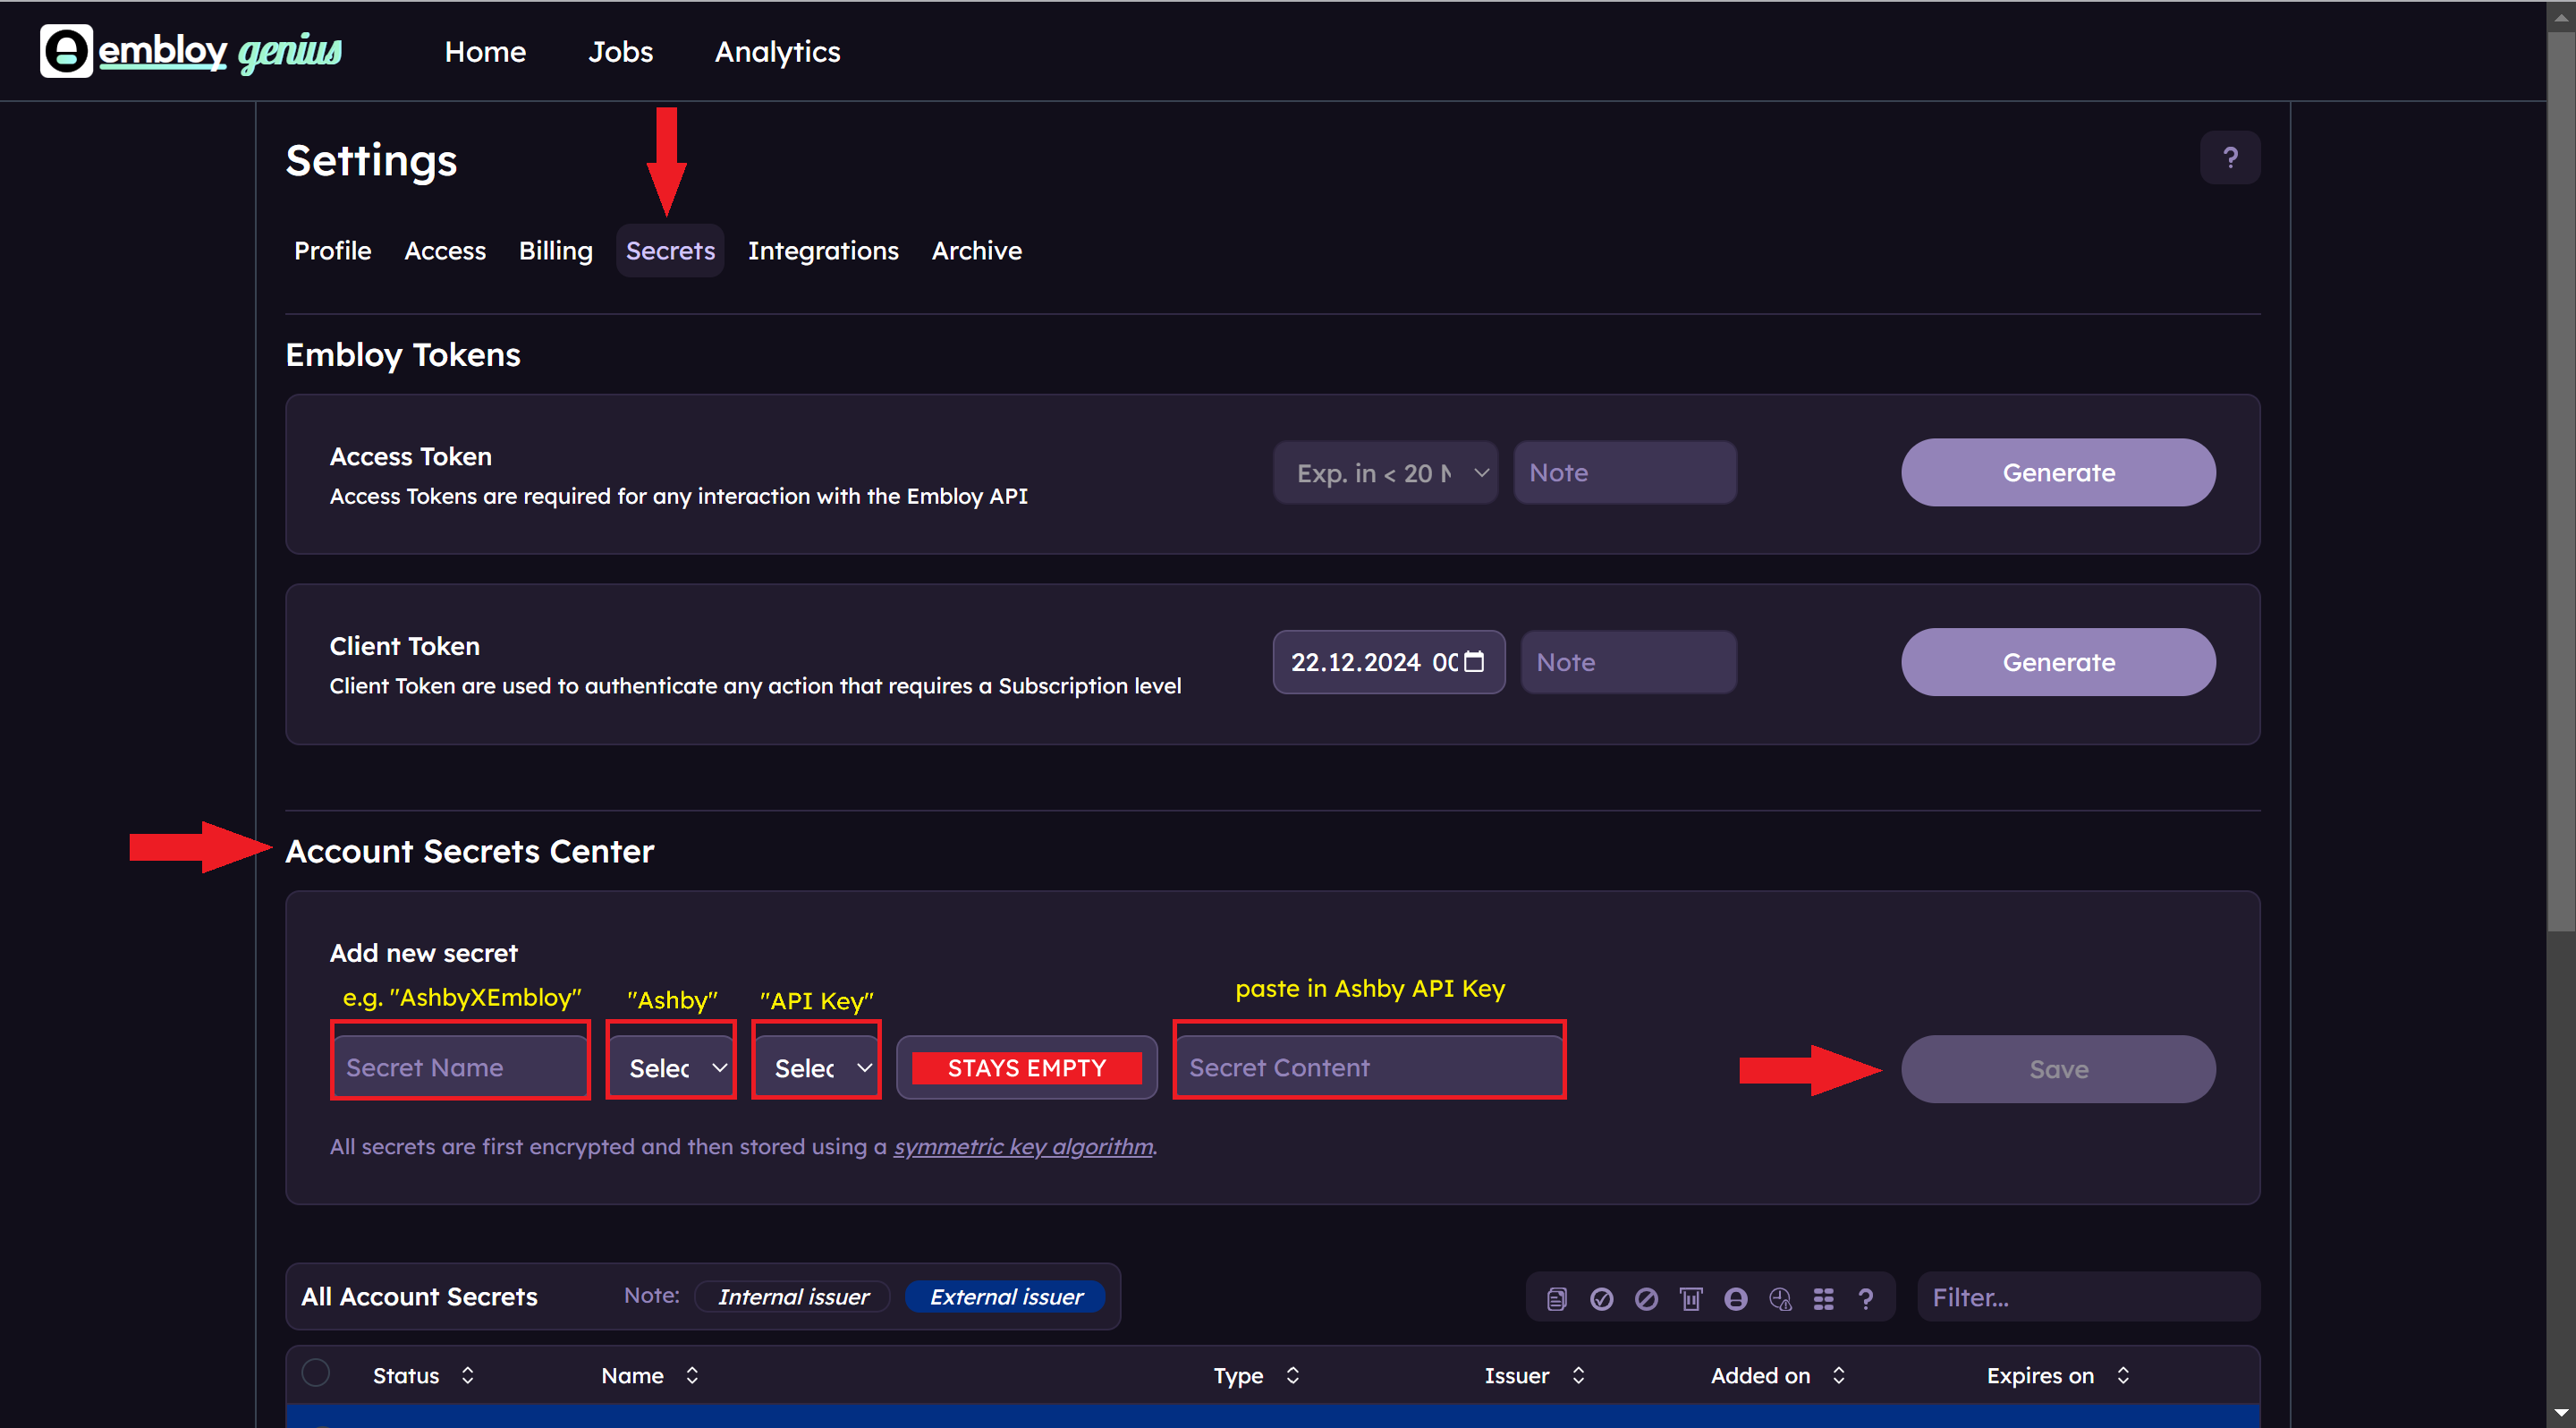 embloy genius
Home Jobs Analytics
Settings
?
Profile Access Billing Secrets Integrations Archive
Embloy Tokens
Access Token
Access Tokens are required for any interaction with the Embloy API
Exp. in < 20
Note
Generate
Client Token
Client Token are used to authenticate any action that requires a Subscription level
22.12.2024
Note
Generate
Account Secrets Center
Add new secret
e.g. "AshbyXEmbloy" "Ashby" "API Key" paste in Ashby API Key
Secret Name Selec Selec STAYS EMPTY Secret Content Save
All secrets are first encrypted and then stored using a symmetric key algorithm.
All Account Secrets Note: Internal issuer External issuer ? Filter...
Status Name Type Issuer Added on Expires on